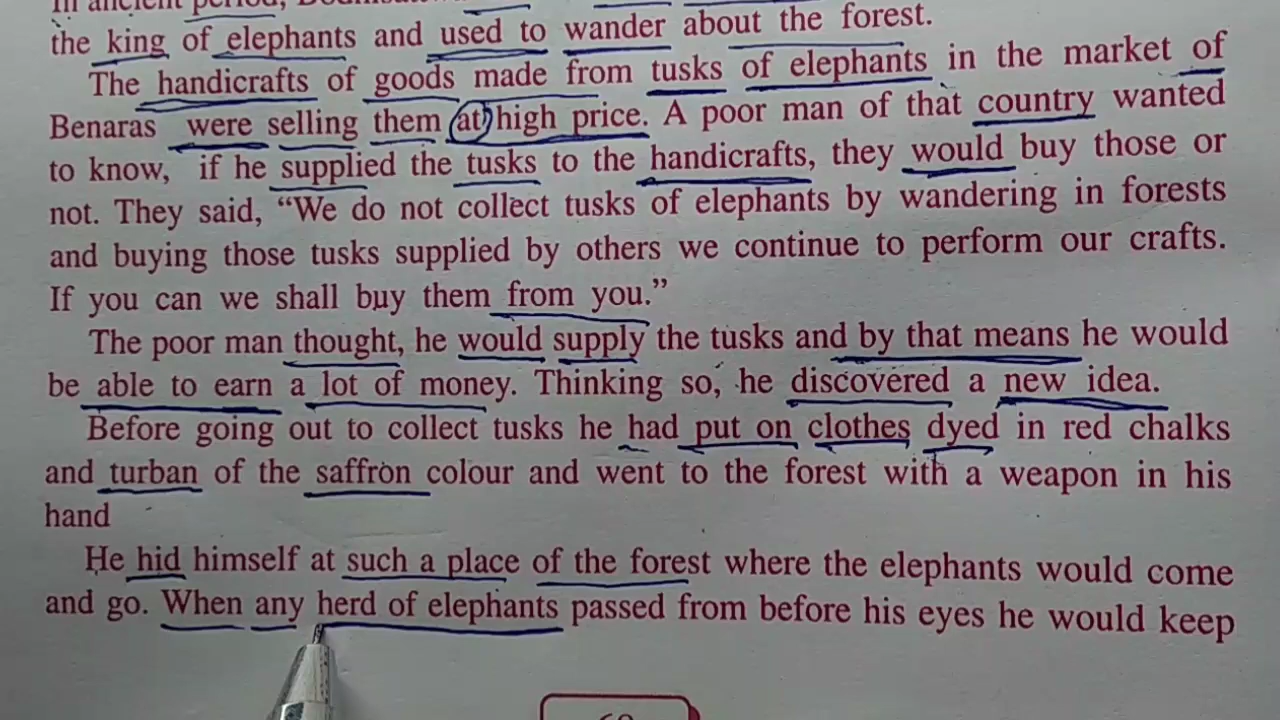 In ancient period,
the king of elephants and used to wander about the forest.
The handicrafts of goods made from tusks of elephants in the market of
Benaras were selling them at high price. A poor man of that country wanted
to know, if he supplied the tusks to the handicrafts, they would buy those or
not. They said, “We do not collect tusks of elephants by wandering in forests
and buying those tusks supplied by others we continue to perform our crafts.
If you can we shall buy them from you.”
The poor man thought, he would supply the tusks and by that means he would
be able to earn a lot of money. Thinking so, he discovered a new idea.
Before going out to collect tusks he had put on clothes dyed in red chalks
and turban of the saffron colour and went to the forest with a weapon in his
hand
He hid himself at such a place of the forest where the elephants would come
and go. When any herd of elephants passed from before his eyes he would keep